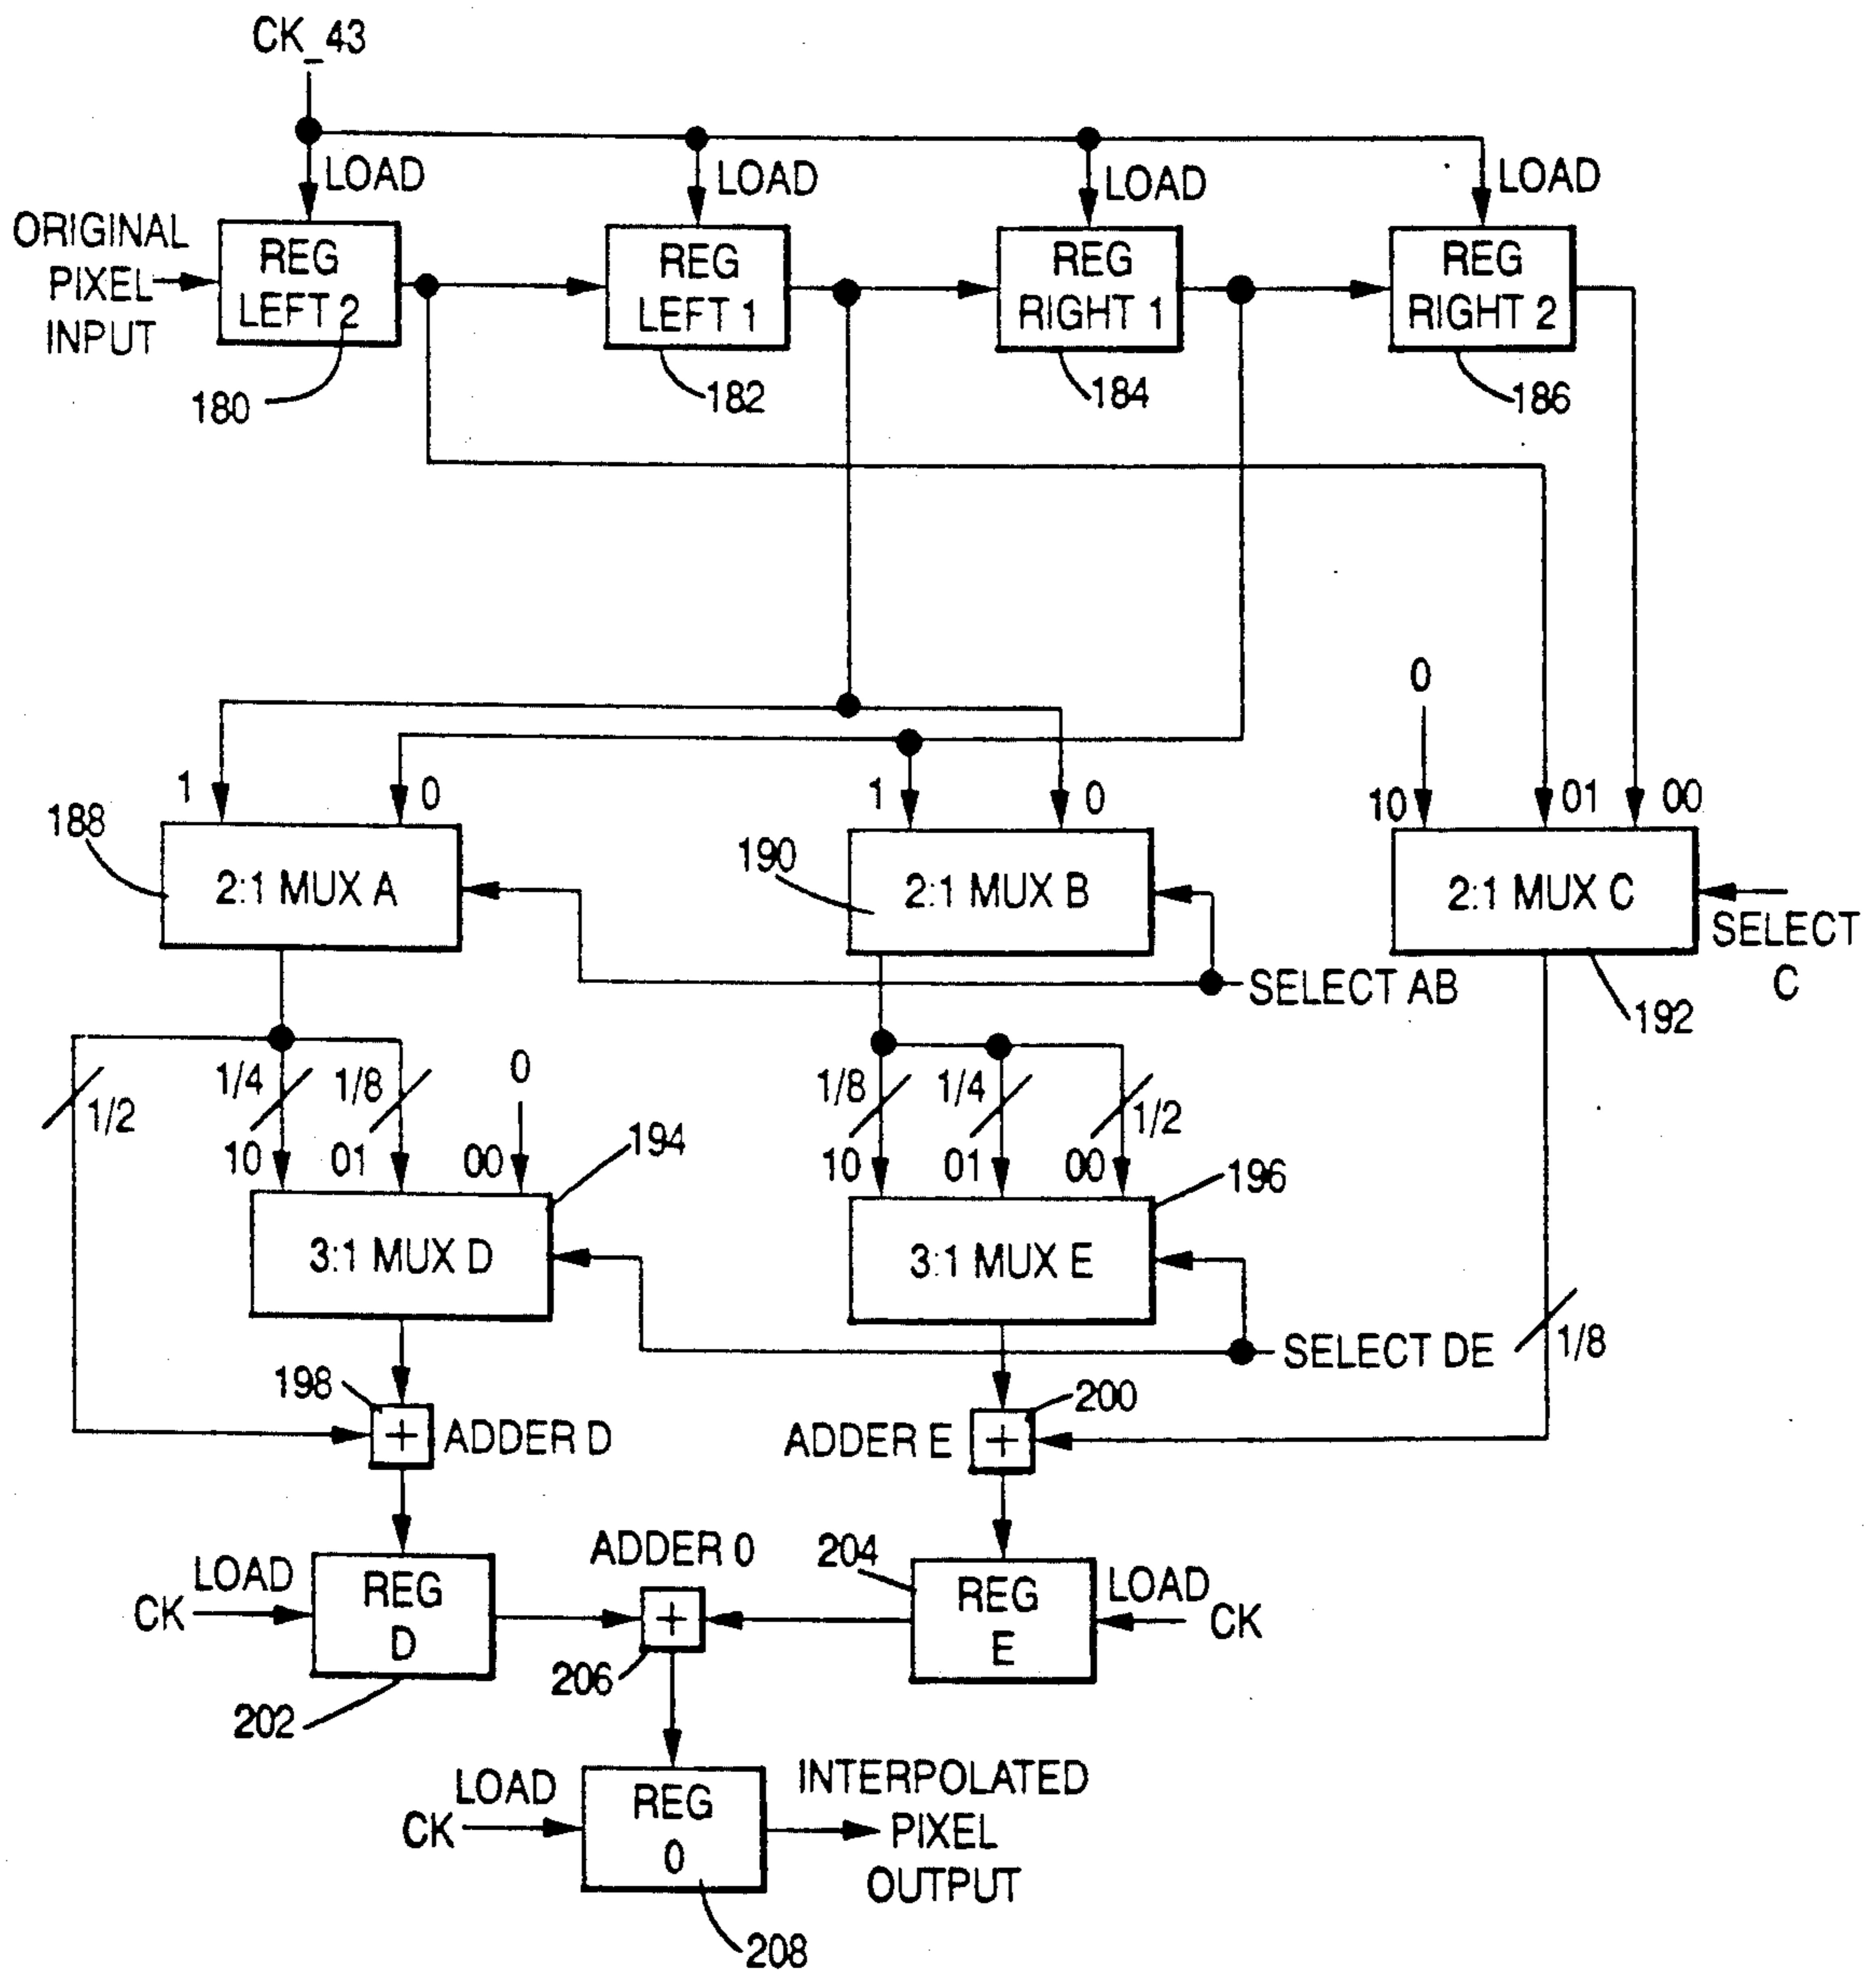 CK_43
LOAD
LOAD
LOAD
LOAD
ORIGINAL
PIXEL
INPUT
REG
LEFT 2
REG
LEFT 1
REG
RIGHT 1
REG
RIGHT 2
180
182
184
186
0
1
0
1
0
10
01
00
188
2:1 MUX A
190
2:1 MUX B
2:1 MUX C
SELECT
C
SELECT AB
192
1/2
1/4
1/8
0
1/8
1/4
1/2
10
01
00
194
10
01
00
196
3:1 MUX D
3:1 MUX E
SELECT DE
1/8
198
+
ADDER D
ADDER E
+
200
LOAD
CK
REG
D
202
ADDER 0
+
206
204
REG
E
LOAD
CK
LOAD
CK
REG
0
208
INTERPOLATED
PIXEL
OUTPUT